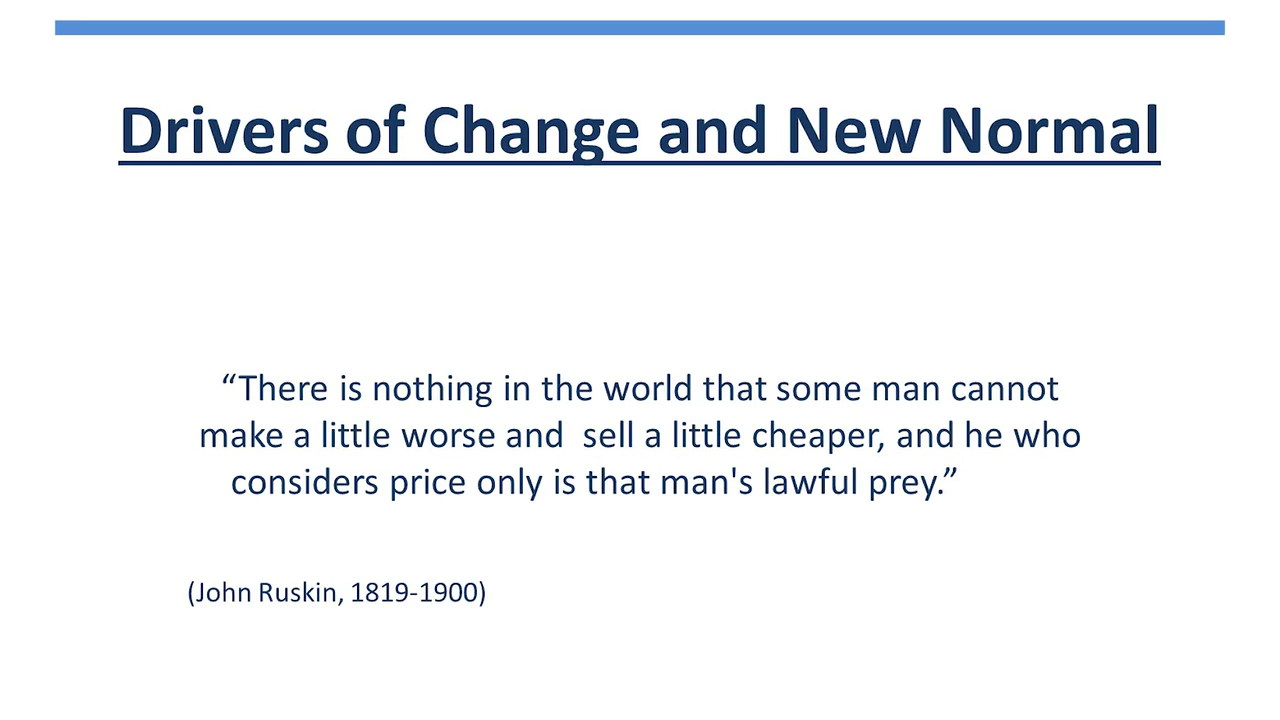 Drivers of Change and New Normal
“There is nothing in the world that some man cannot
make a little worse and  sell a little cheaper, and he who
considers price only is that man's lawful prey.”
(John Ruskin, 1819-1900)